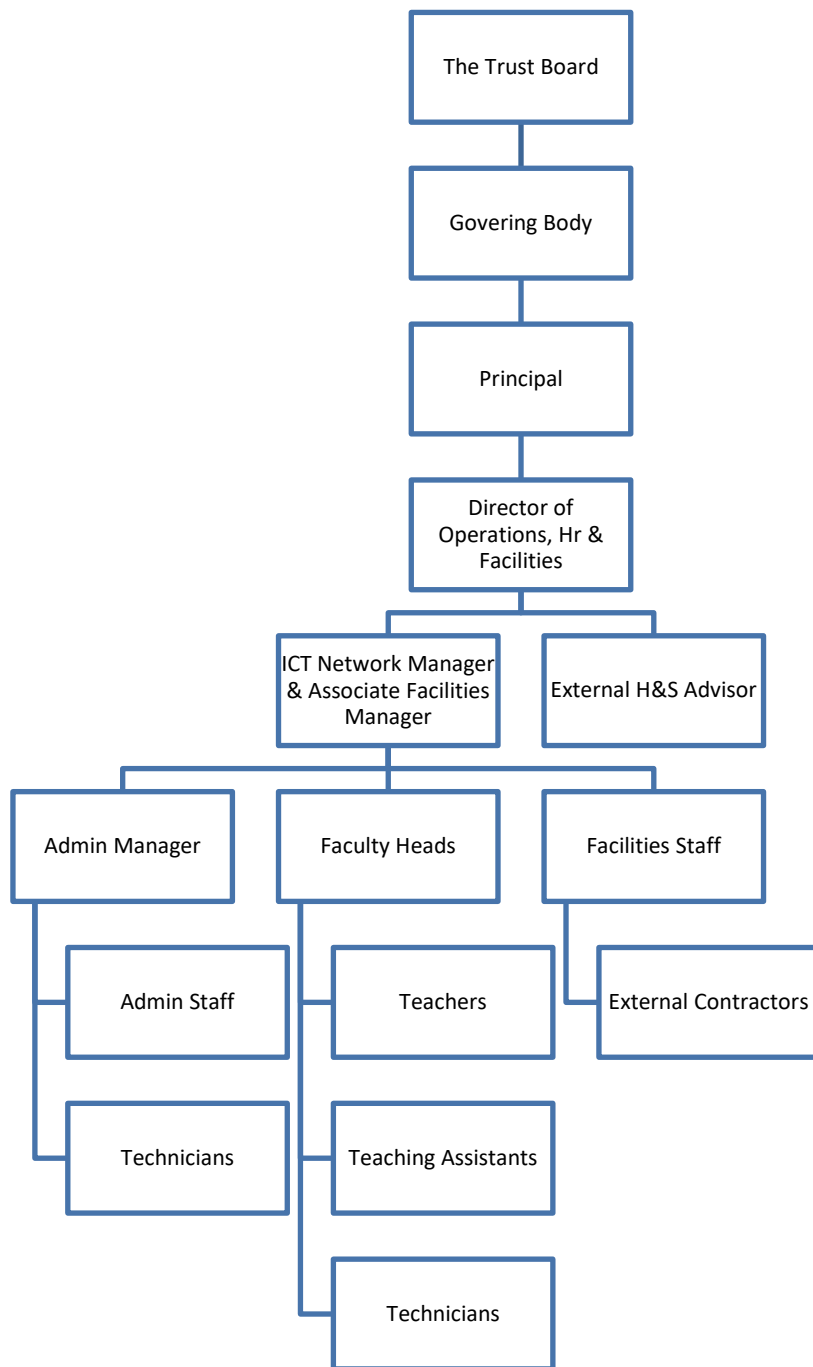 The Trust Board
Govering Body
Principal
Director of
Operations, Hr &
Facilities
ICT Network Manager
& Associate Facilities
Manager
External H&S Advisor
Admin Manager
Faculty Heads
Facilities Staff
Admin Staff
Teachers
External Contractors
Technicians
Teaching Assistants
Technicians